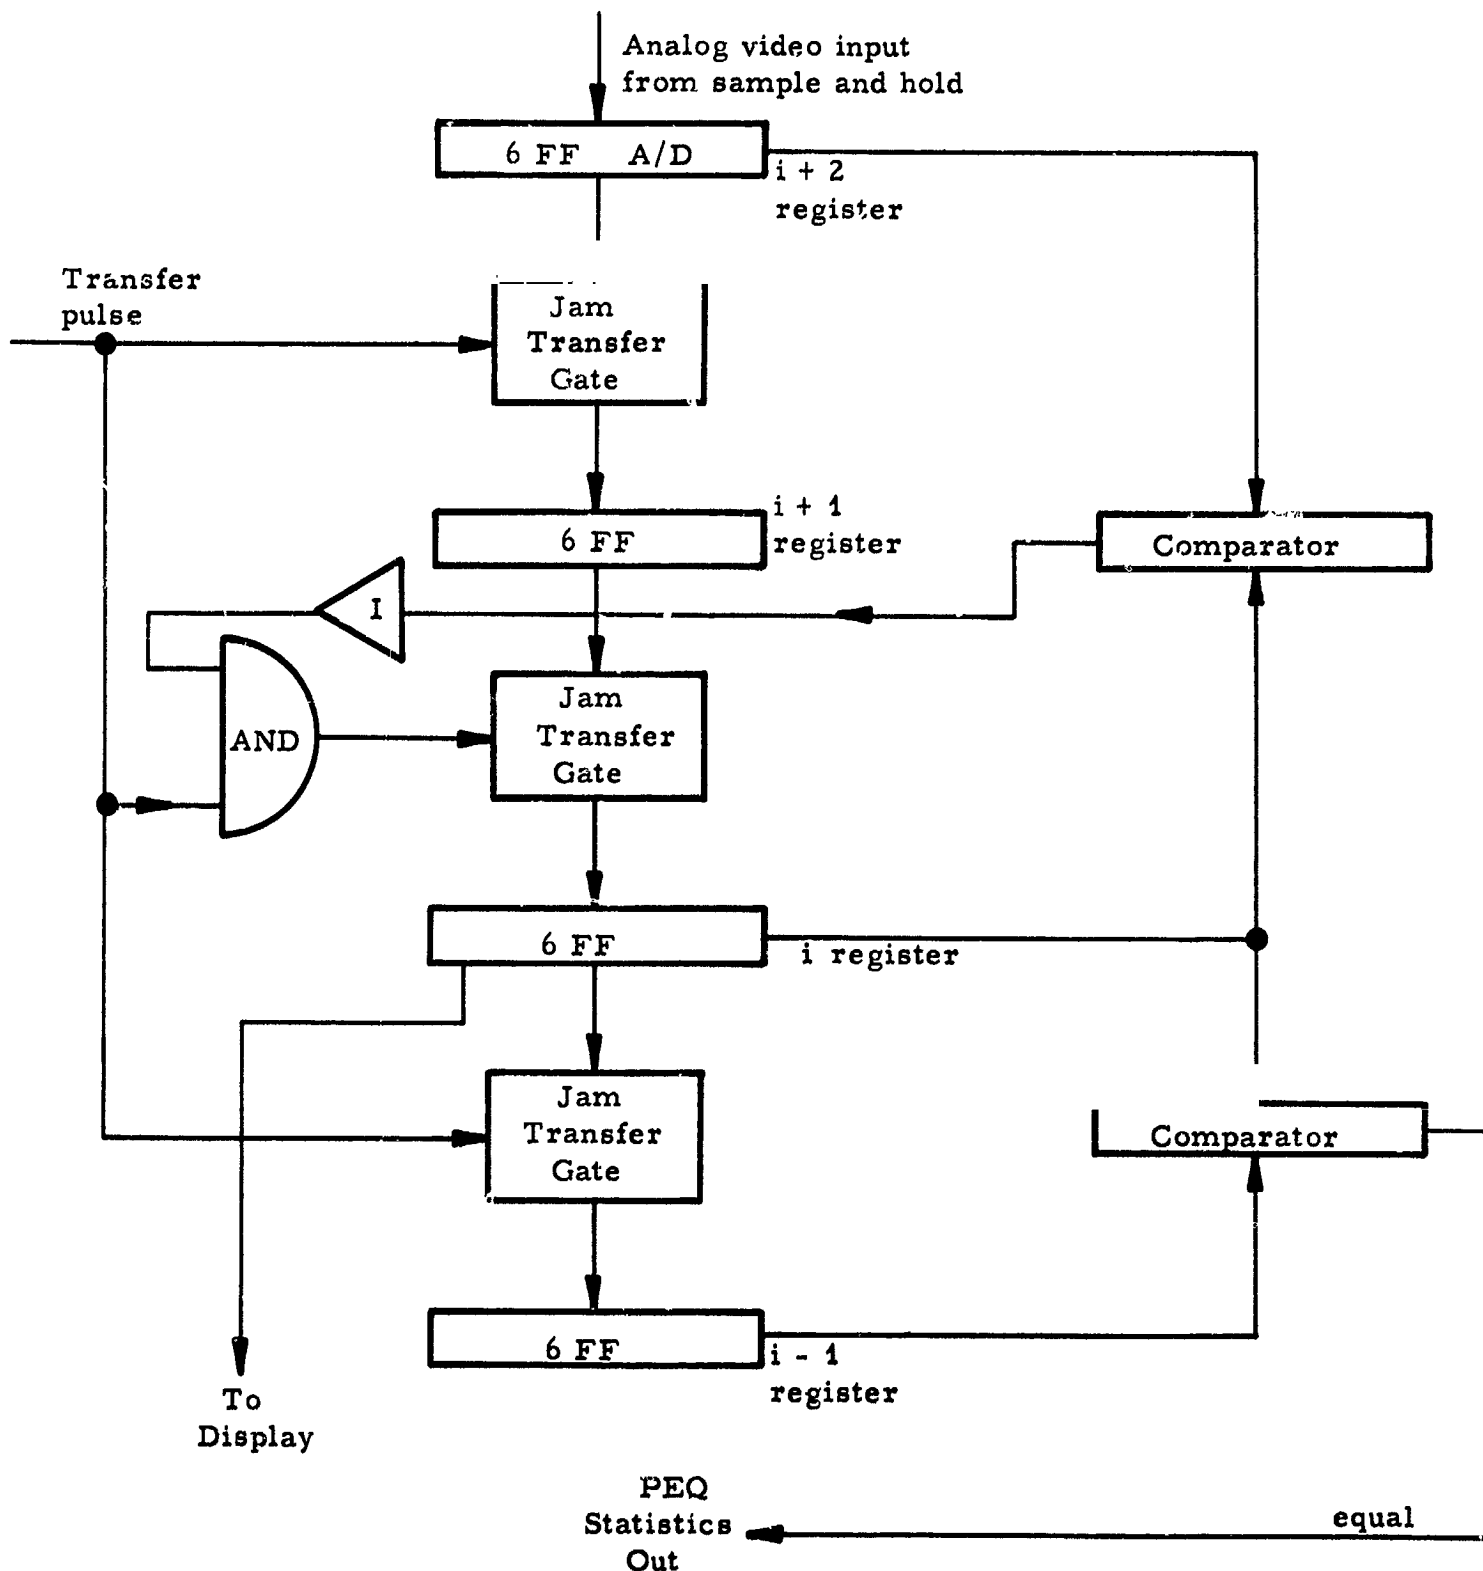 Analog video input
from sample and hold
6 FF A/D
i + 2
register
Transfer
pulse
Jam
Transfer
Gate
i + 1
register
6 FF
Comparator
I
Jam
Transfer
Gate
AND
6 FF
i register
Jam
Transfer
Gate
Comparator
6 FF
i - 1
register
To
Display
PEQ
Statistics
Out
equal